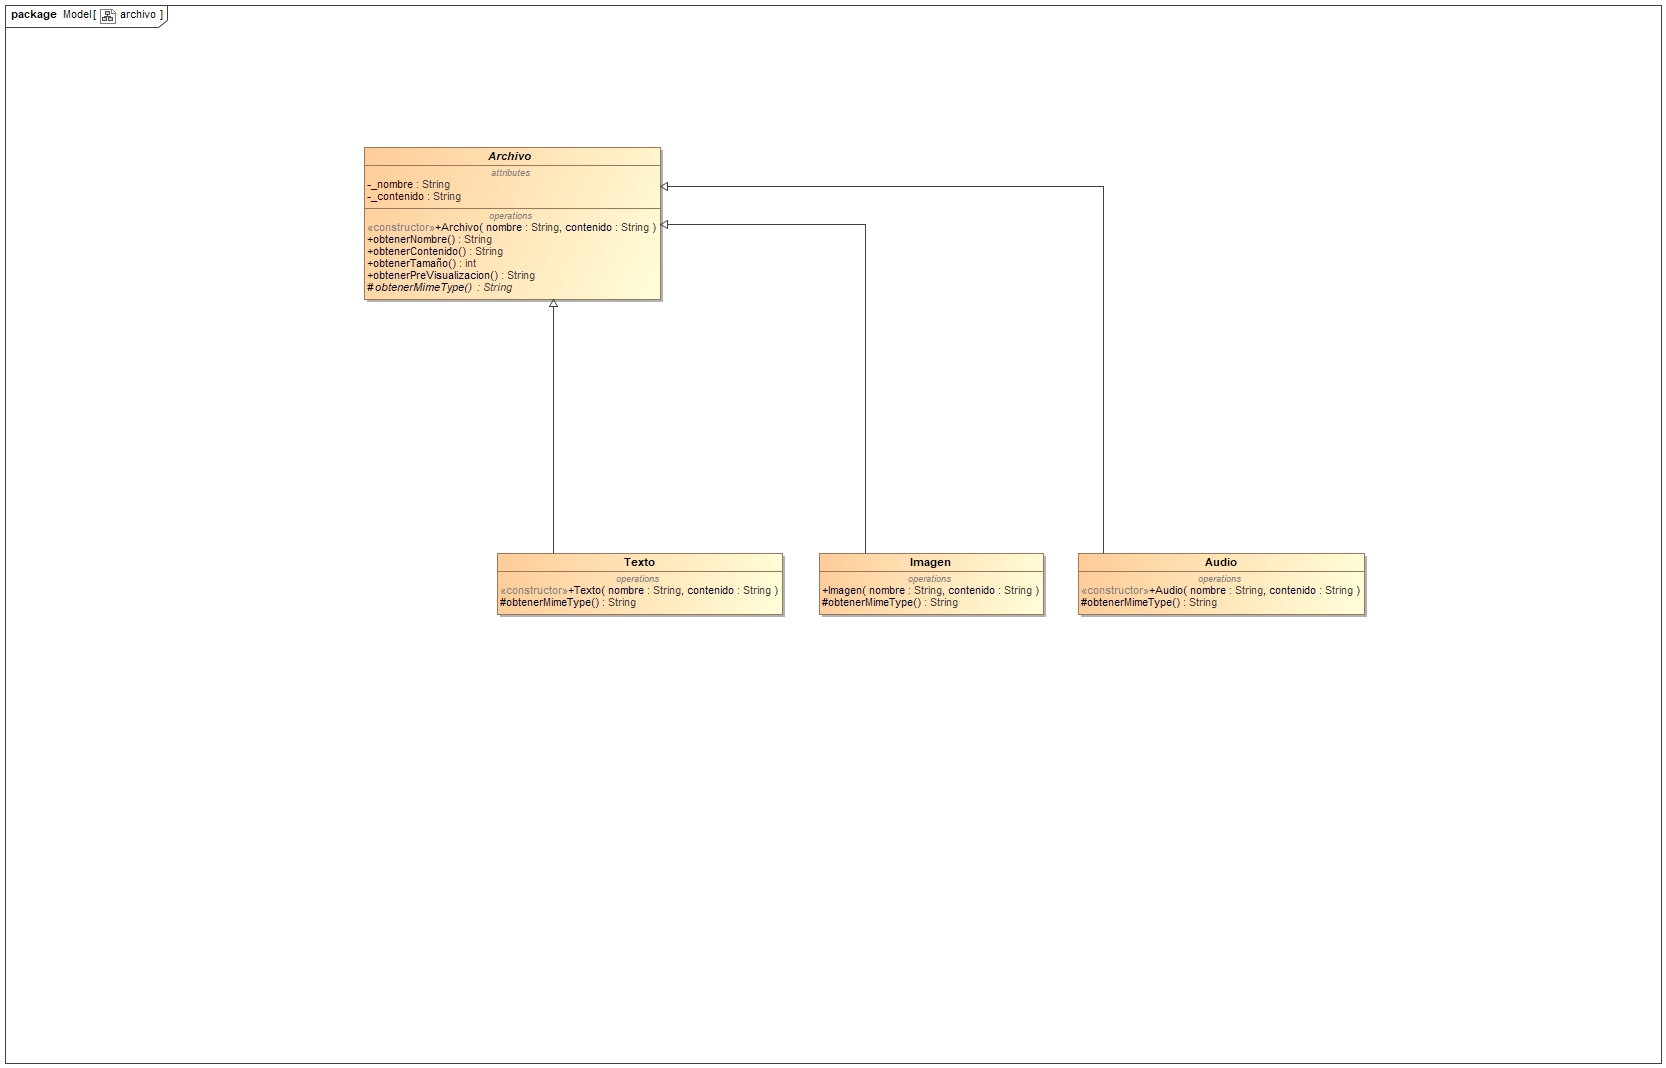 package Model[ archivo ]
Archivo
attributes
-_nombre : String
-_contenido : String
operations
«constructor»+Archivo( nombre : String, contenido : String )
+obtenerNombre() : String
+obtenerContenido() : String
+obtenerTamaño() : int
+obtenerPreVisualizacion() : String
#obtenerMimeType() : String
Texto
operations
«constructor»+Texto( nombre : String, contenido : String )
#obtenerMimeType() : String
Imagen
operations
+Imagen( nombre : String, contenido : String )
#obtenerMimeType() : String
Audio
operations
«constructor»+Audio( nombre : String, contenido : String )
#obtenerMimeType() : String